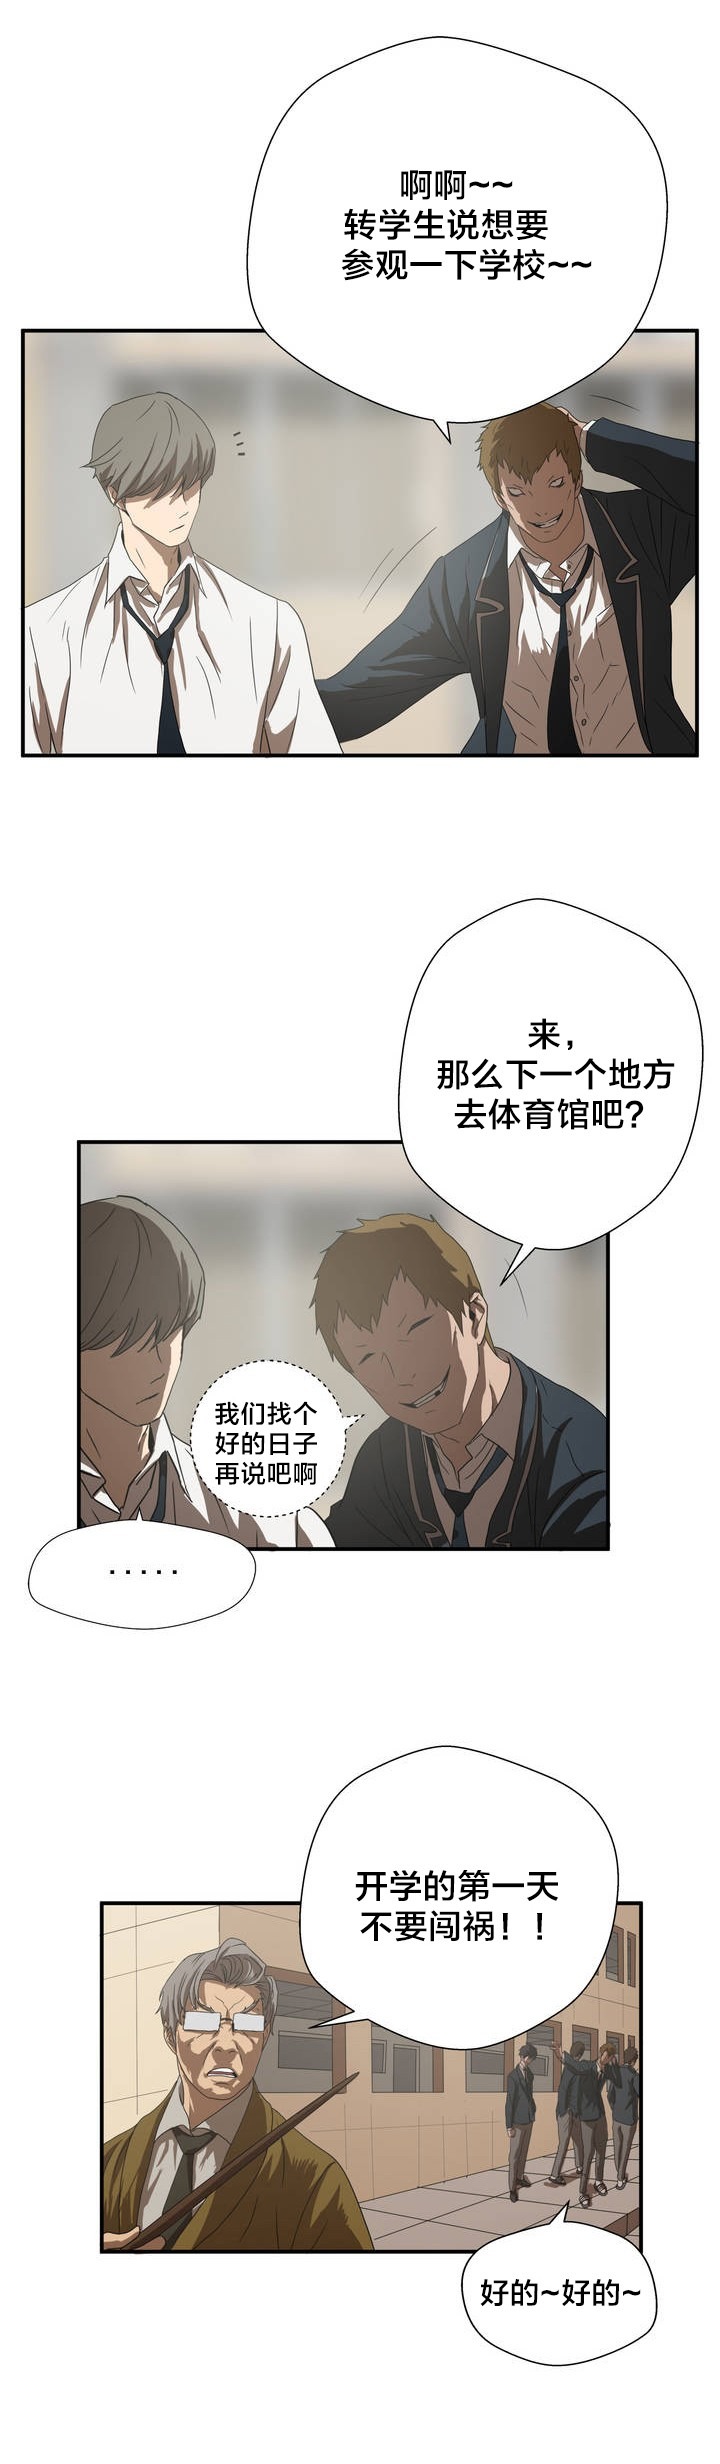 啊啊~~
转学生说想要
参观一下学校~~
来，
那么下一个地方
去体育馆吧？
我们找个
好的日子
再说吧啊
·····
开学的第一天
不要闯祸！！
好的~好的~